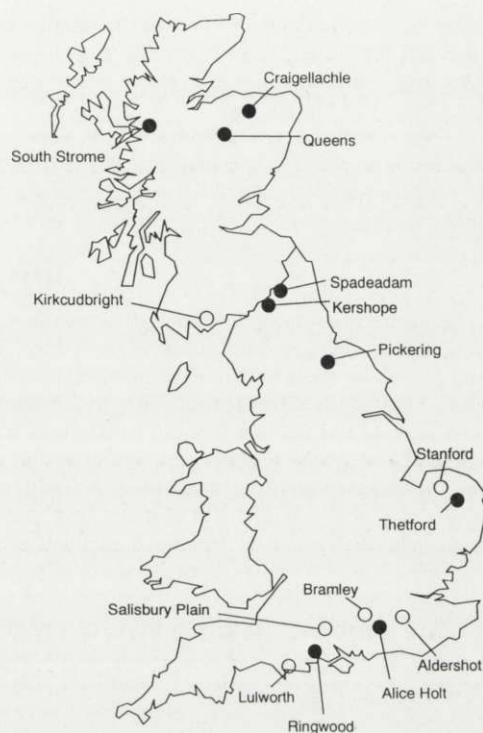 Craigellachie
South Strome
Queens
Spadeadam
Kirkcudbright
Kershope
Pickering
Stanford
Thetford
Bramley
Salisbury Plain
Aldershot
Lulworth
Alice Holt
Ringwood